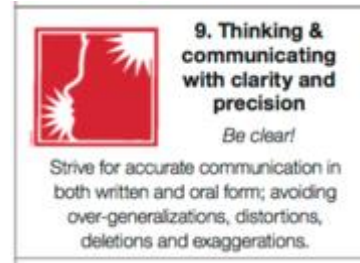 9. Thinking &
communicating
with clarity and
precision
Be clear!
Strive for accurate communication in
both written and oral form; avoiding
over-generalizations, distortions,
deletions and exaggerations.